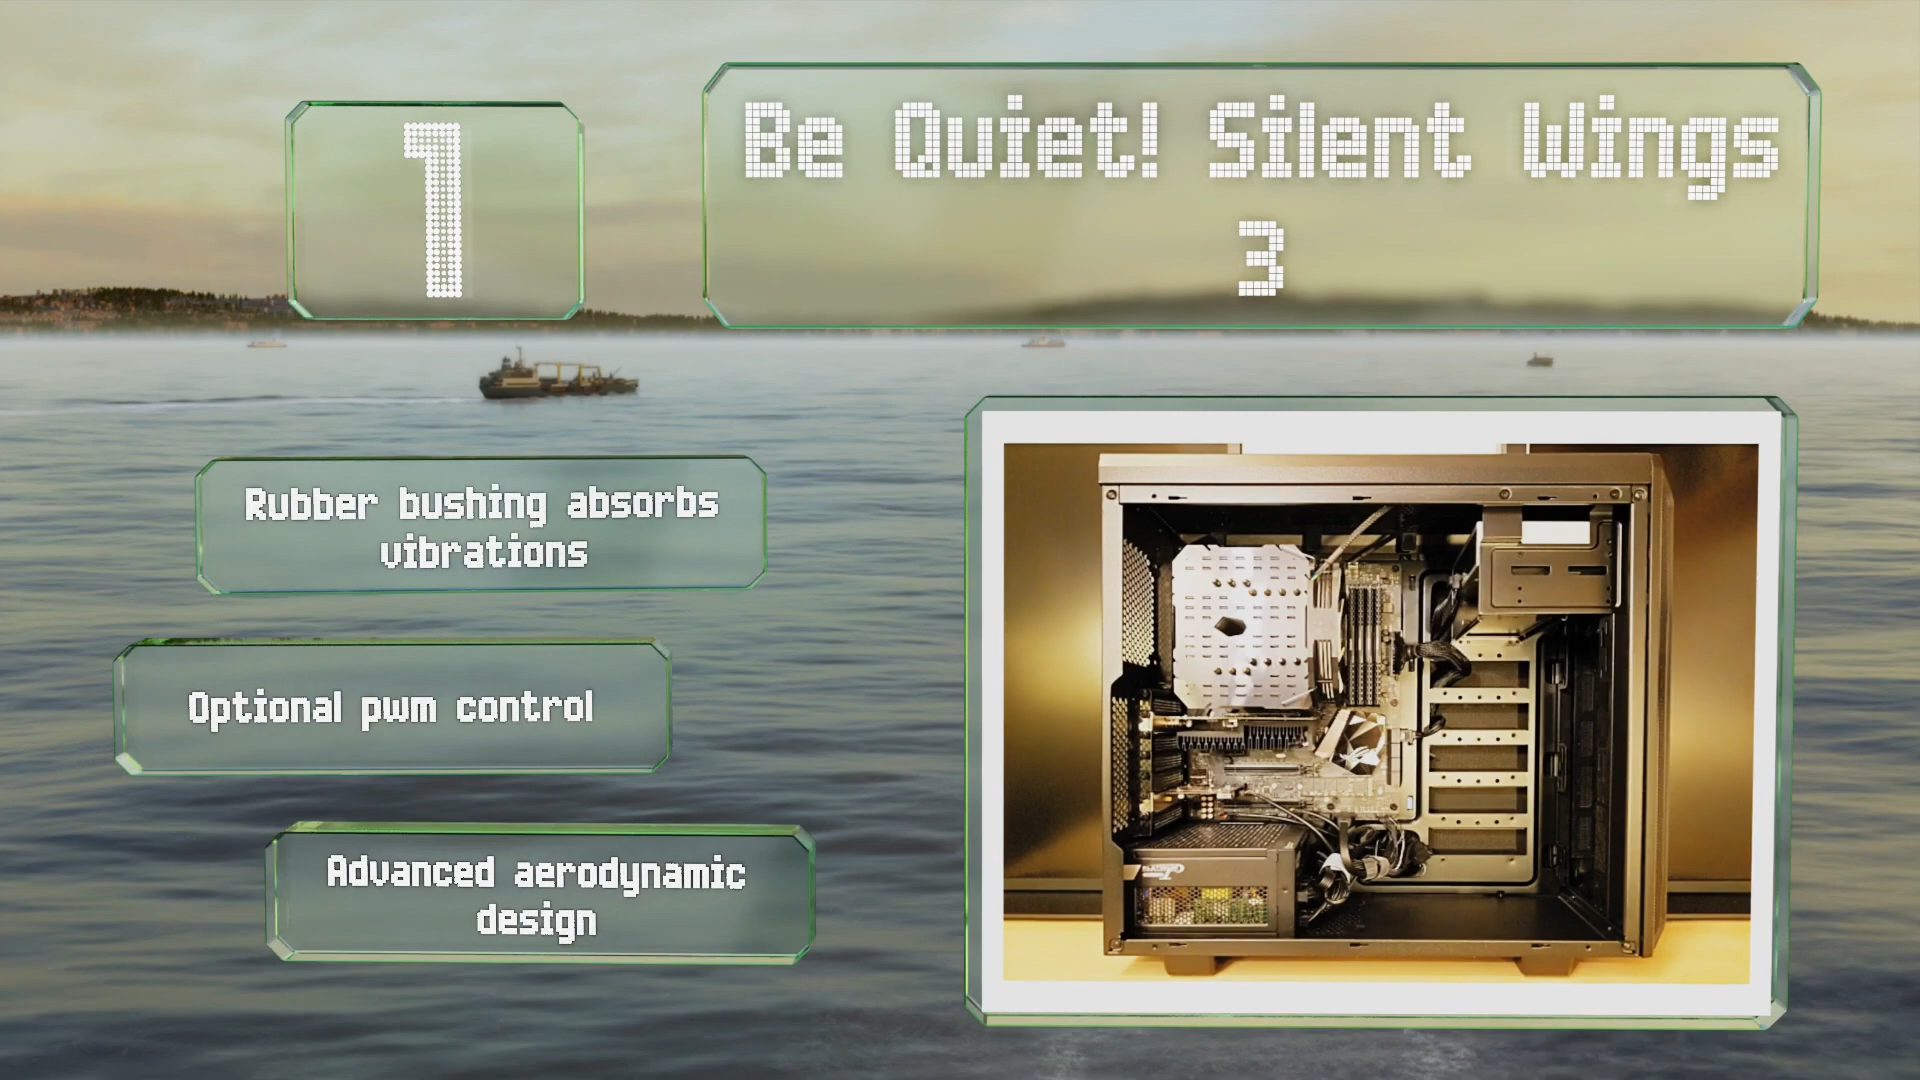 1
Be Quiet! Silent Wings
3
Rubber bushing absorbs
vibrations
Optional pwm control
Advanced aerodynamic
design